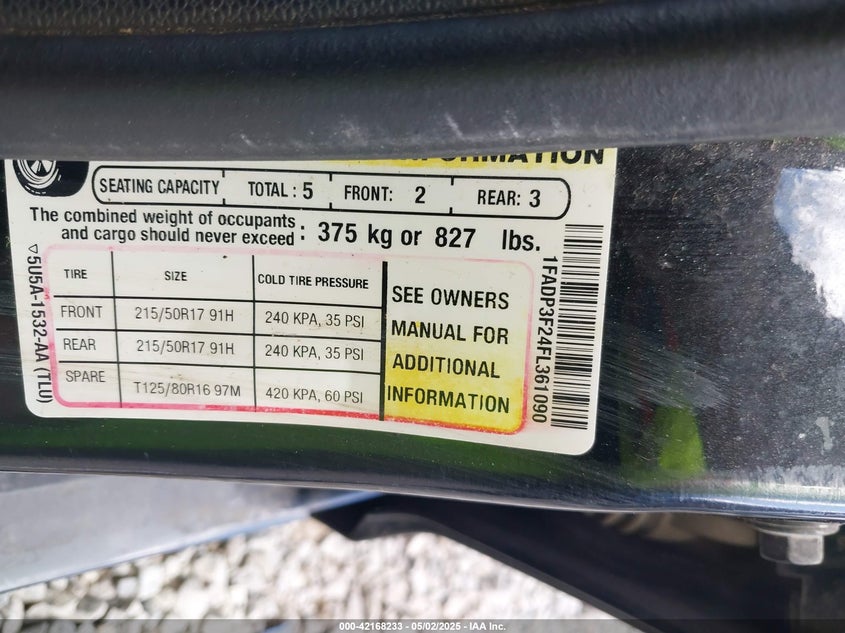 INFORMATION
SEATING CAPACITY TOTAL: 5 FRONT: 2 REAR: 3
The combined weight of occupants
and cargo should never exceed : 375 kg or 827 lbs.
TIRE SIZE COLD TIRE PRESSURE
FRONT 215/50R17 91H 240 KPA, 35 PSI
REAR 215/50R17 91H 240 KPA, 35 PSI
SPARE T125/80R16 97M 420 KPA, 60 PSI
SEE OWNERS
MANUAL FOR
ADDITIONAL
INFORMATION
5U5A-1532-AA (TLU)
1FADP3F24FL361090
000-42168233 - 05/02/2025 - IAA Inc.